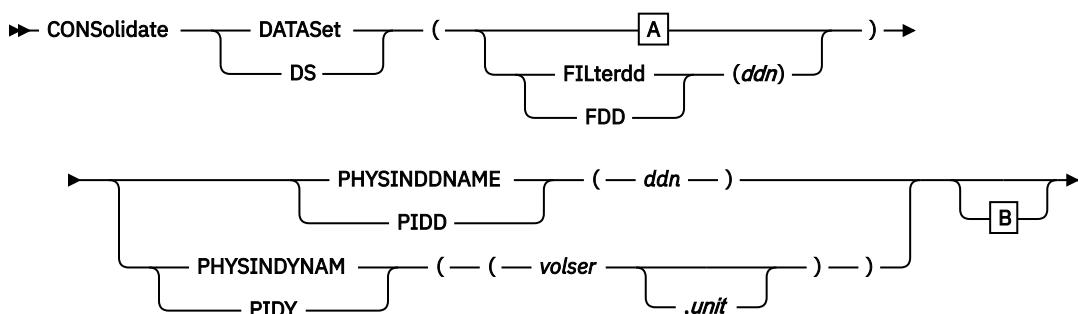 CONSolidate DATASet ( A )
DS FILterdd (ddn)
FDD
PHYSINDDNAME ( ddn )
PIDD B
PHYSINDYNAM ( ( volser ) )
PIDY .unit